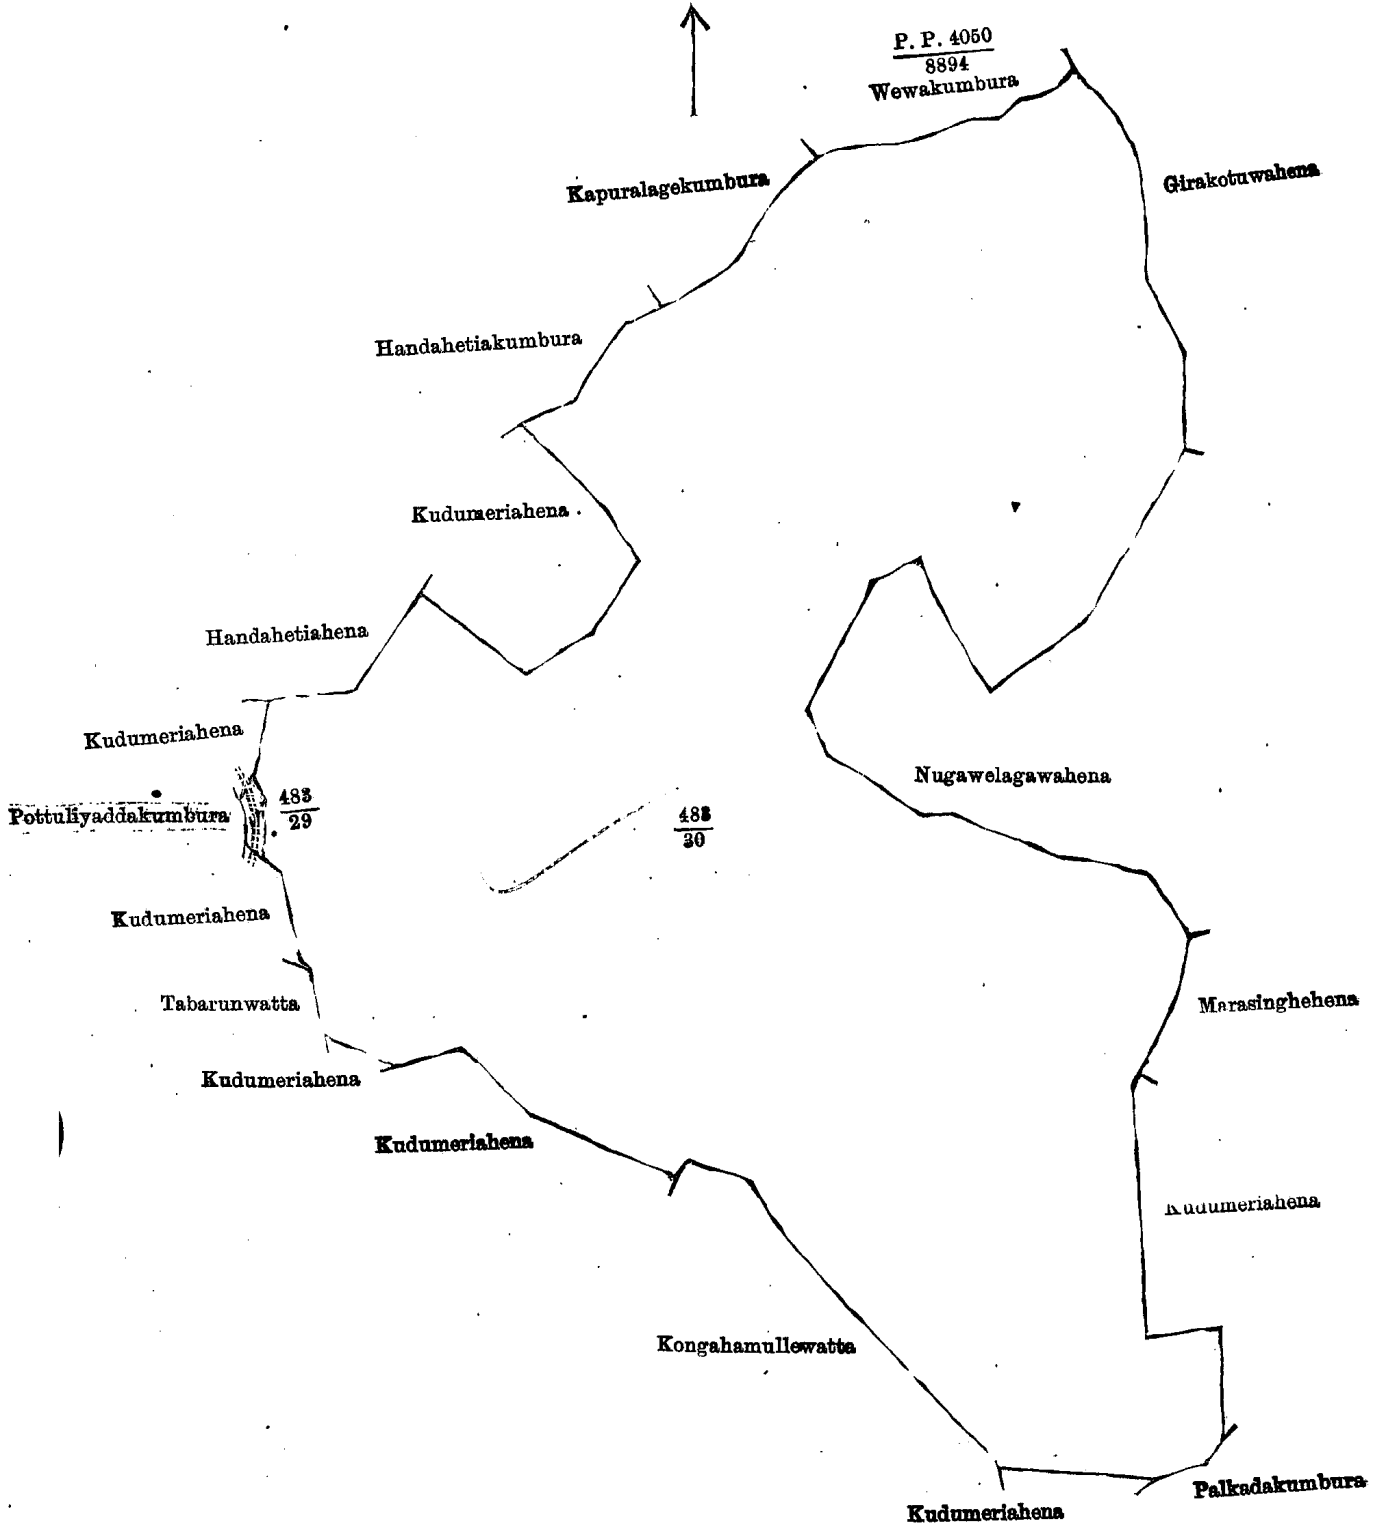 P. P. 4050
8894
Wewakumbura
Kapuralagekumbura
Girakotuwahena
Handahetiakumbura
Kudumeriahena
Handahetiahena
Kudumeriahena
Nugawelagawahena
Pottuliyaddakumbura
483
29
483
30
Kudumeriahena
Tabarunwatta
Marasinghehena
Kudumeriahena
Kudumeriahena
Kudumeriahena
Kongahamullewatta
Palkadakumbura
Kudumeriahena